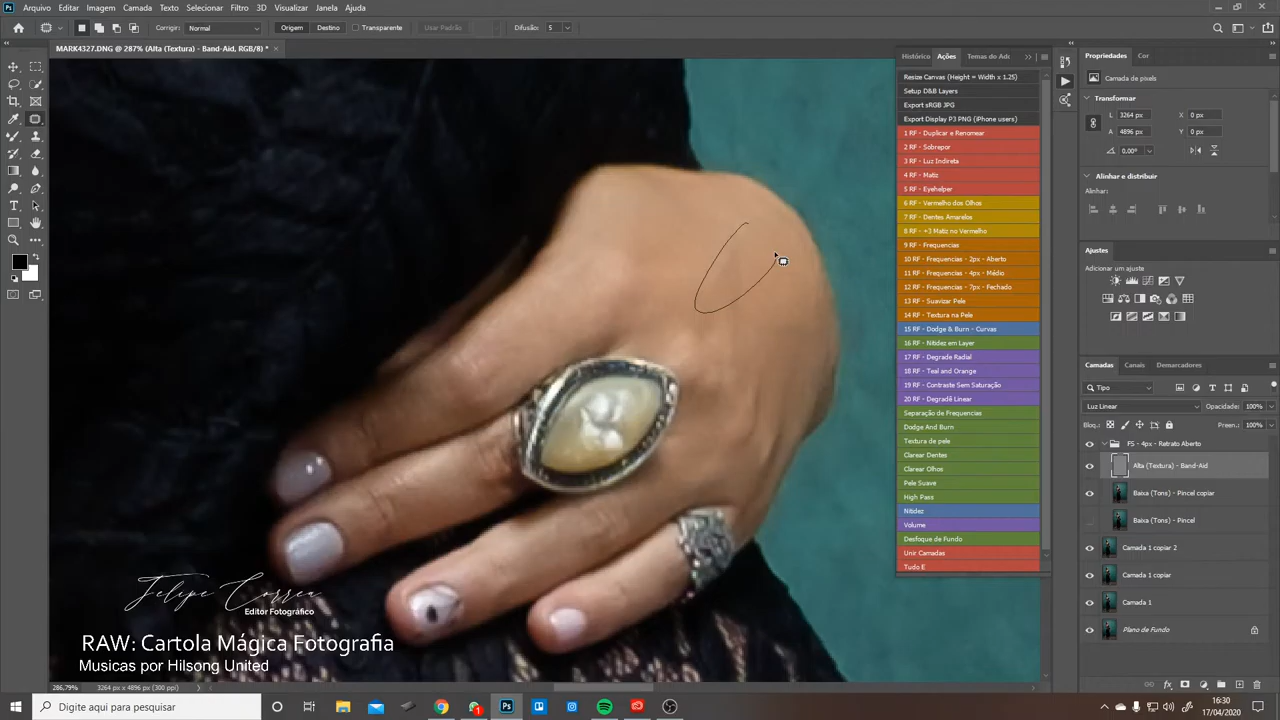 Arquivo Editar Imagem Camada Texto Selecionar Filtro 3D Visualizar Janela Ajuda
Corrigir: Normal Origem Destino Transparente Usar Padrão Difusão: 5
MARK4327.DNG @ 287% (Alta (Textura) - Band-Aid, RGB/8) *
Histórico Ações Temas do Ado
Resize Canvas (Height = Width x 1.25)
Setup D&B Layers
Export sRGB JPG
Export Display P3 PNG (iPhone users)
1 RF - Duplicar e Renomear
2 RF - Sobrepor
3 RF - Luz Indireta
4 RF - Matiz
5 RF - Eyehelper
6 RF - Vermelho dos Olhos
7 RF - Dentes Amarelos
8 RF - +3 Matiz no Vermelho
9 RF - Frequencias
10 RF - Frequencias - 2px - Aberto
11 RF - Frequencias - 4px - Médio
12 RF - Frequencias - 7px - Fechado
13 RF - Suavizar Pele
14 RF - Textura na Pele
15 RF - Dodge & Burn - Curvas
16 RF - Nitidez em Layer
17 RF - Degrade Radial
18 RF - Teal and Orange
19 RF - Contraste Sem Saturação
20 RF - Degradê Linear
Separação de Frequencias
Dodge And Burn
Textura de pele
Clarear Dentes
Clarear Olhos
Pele Suave
High Pass
Nitidez
Volume
Desfoque de Fundo
Unir Camadas
Tudo E
Propriedades Cor
Camada de pixels
Transformar
L 3264 px X 0 px
A 4896 px Y 0 px
0,00°
Alinhar e distribuir
Alinhar:
Ajustes
Adicionar um ajuste
Camadas Canais Demarcadores
Tipo
Luz Linear Opacidade: 100%
Bloq.: Preen.: 100%
FS - 4px - Retrato Aberto
Alta (Textura) - Band-Aid
Baixa (Tons) - Pincel copiar
Baixa (Tons) - Pincel
Camada 1 copiar 2
Camada 1 copiar
Camada 1
Plano de Fundo
Felipe Correa
Editor Fotográfico
RAW: Cartola Mágica Fotografia
Musicas por Hilsong United
286,79% 3264 px x 4896 px (300 ppi)
Digite aqui para pesquisar
16:30
17/04/2020